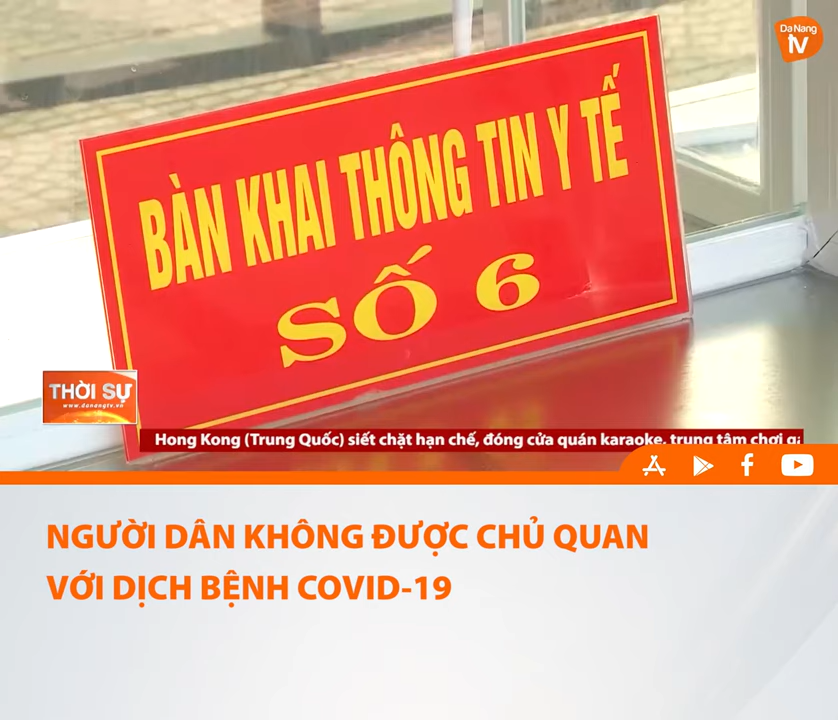 Da Nang
tv
BÀN KHAI THÔNG TIN Y TẾ
SỐ 6
THỜI SỰ
www.danangtv.vn
Hong Kong (Trung Quốc) siết chặt hạn chế, đóng cửa quán karaoke, trung tâm chơi
NGƯỜI DÂN KHÔNG ĐƯỢC CHỦ QUAN
VỚI DỊCH BỆNH COVID-19